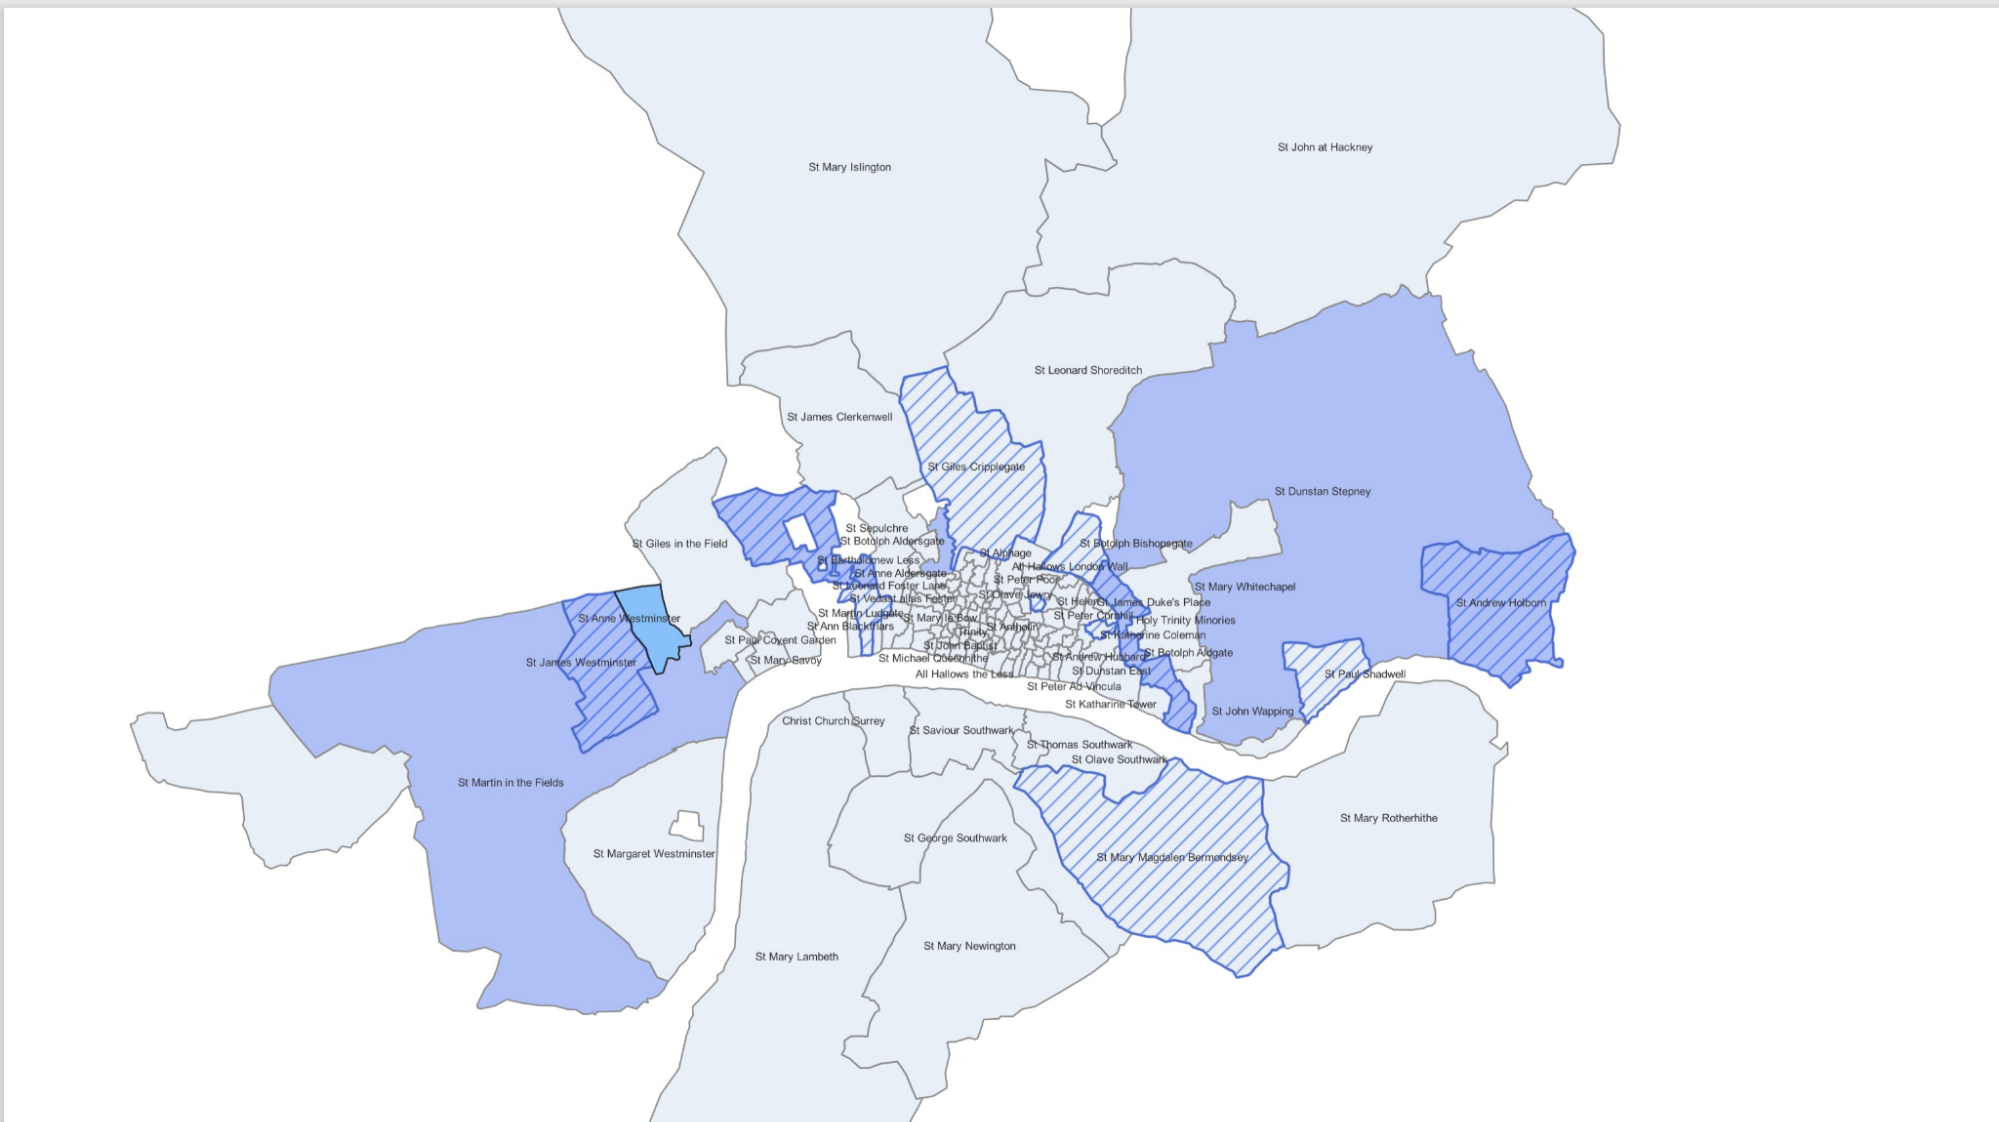 St Mary Islington
St John at Hackney
St Leonard Shoreditch
St James Clerkenwell
St Giles Cripplegate
St Dunstan Stepney
St Sepulchre
St Giles in the Field
St Botolph Aldersgate
St Botolph Bishopsgate
St Alphage
St Bartholomew Less
All Hallows London Wall
St Anne Aldersgate
St Peter Poor
St Leonard Foster Lane
St Mary Whitechapel
St Olave Jewry
St Vedast alias Foster
St Helen
St James Duke's Place
St Andrew Holborn
St Martin Ludgate
St Peter Cornhill
St Anne Westminster
St Mary le Bow
Holy Trinity Minories
St Ann Blackfriars
St Antholin
Trinity
St Katherine Coleman
St Paul Covent Garden
St John Baptist
St Botolph Aldgate
St Mary Savoy
St Michael Queenhithe
St Andrew Hubbard
St James Westminster
St Dunstan East
All Hallows the Less
St Paul Shadwell
St Peter Ad Vincula
St Katharine Tower
St John Wapping
Christ Church Surrey
St Saviour Southwark
St Thomas Southwark
St Olave Southwark
St Martin in the Fields
St Mary Rotherhithe
St George Southwark
St Margaret Westminster
St Mary Magdalen Bermondsey
St Mary Newington
St Mary Lambeth